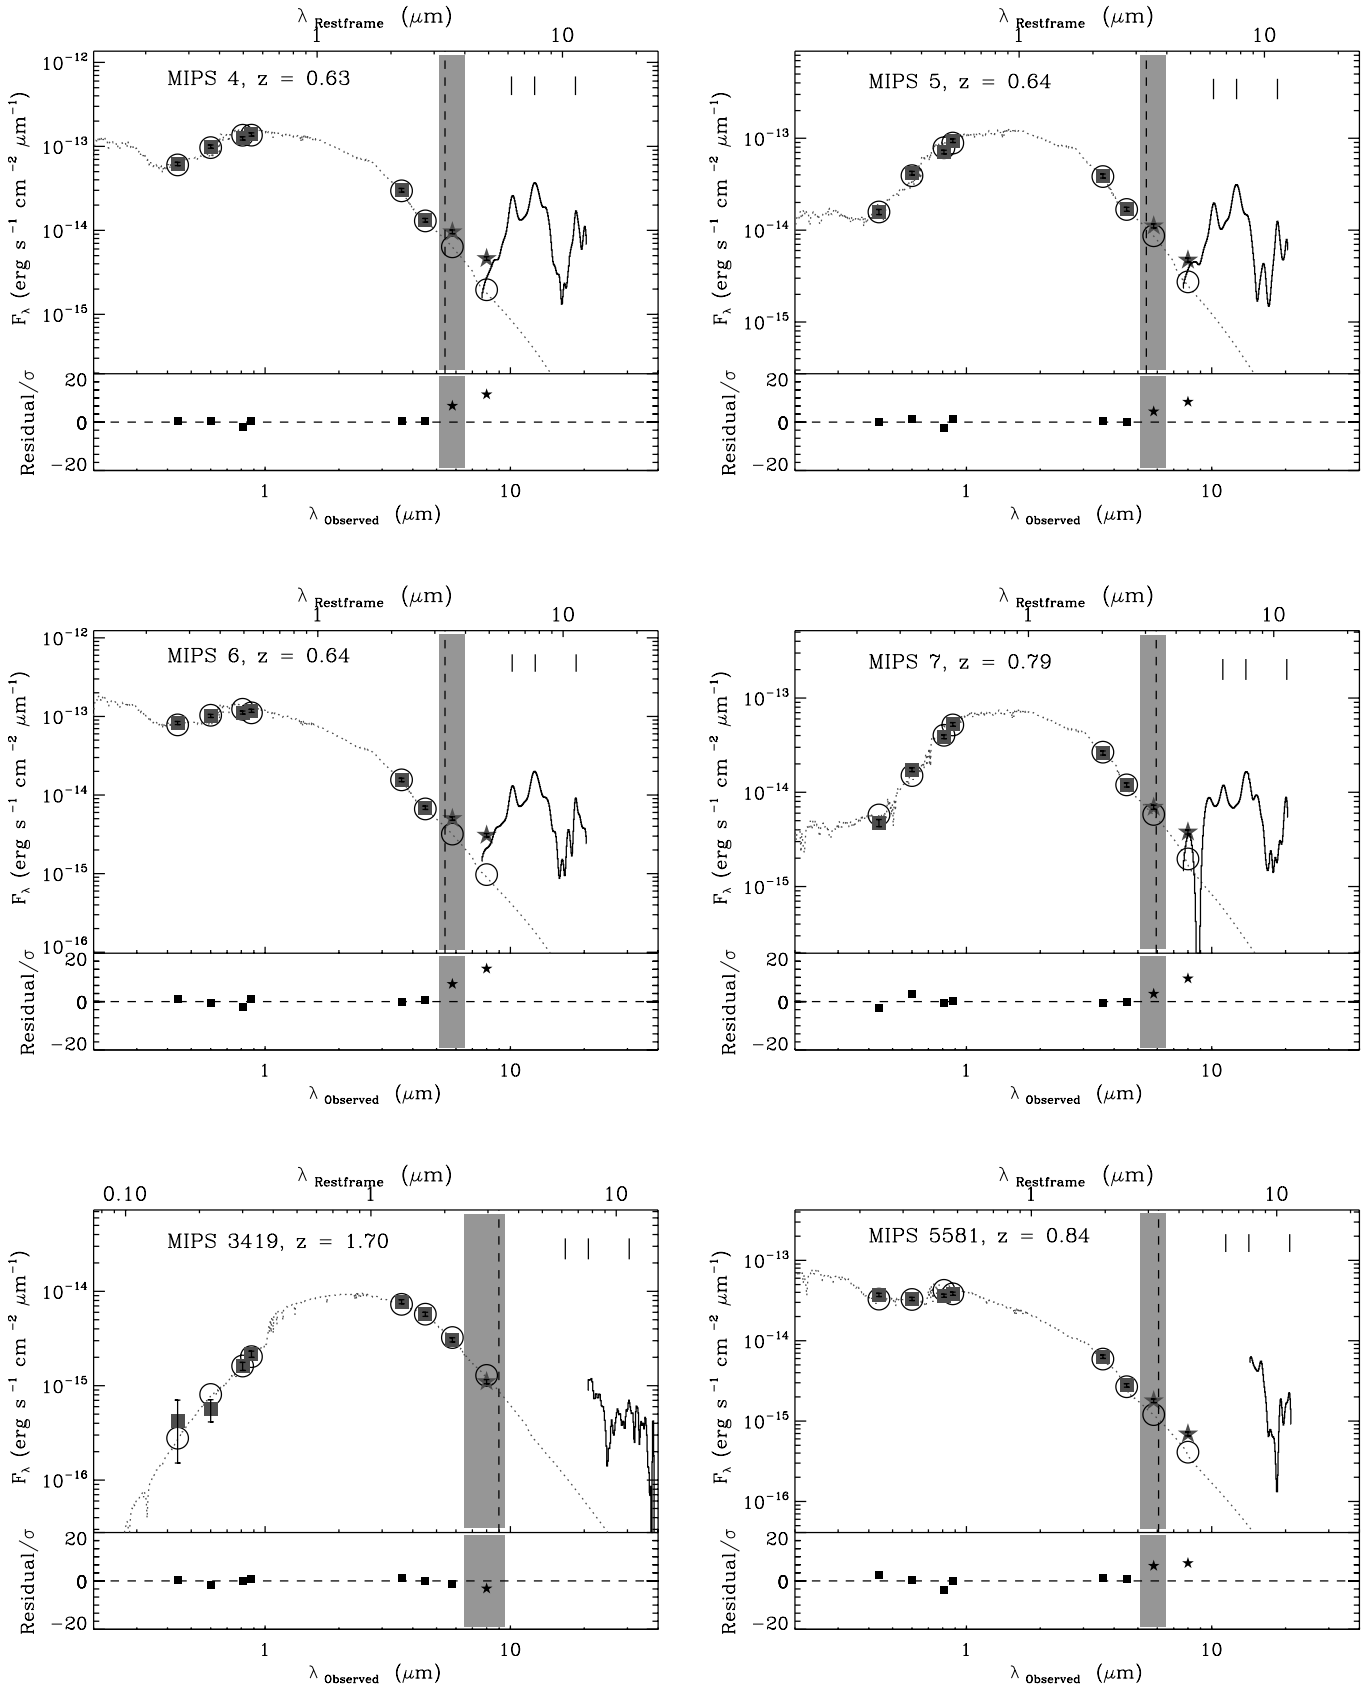 λ Restframe (μm)
1 10
MIPS 4, z = 0.63
F_λ (erg s⁻¹ cm⁻² μm⁻¹)
10⁻¹²
10⁻¹³
10⁻¹⁴
10⁻¹⁵
Residual/σ
20
0
−20
1 10
λ Observed (μm)
λ Restframe (μm)
1 10
MIPS 5, z = 0.64
F_λ (erg s⁻¹ cm⁻² μm⁻¹)
10⁻¹³
10⁻¹⁴
10⁻¹⁵
Residual/σ
20
0
−20
1 10
λ Observed (μm)
λ Restframe (μm)
1 10
MIPS 6, z = 0.64
F_λ (erg s⁻¹ cm⁻² μm⁻¹)
10⁻¹²
10⁻¹³
10⁻¹⁴
10⁻¹⁵
10⁻¹⁶
Residual/σ
20
0
−20
1 10
λ Observed (μm)
λ Restframe (μm)
1 10
MIPS 7, z = 0.79
F_λ (erg s⁻¹ cm⁻² μm⁻¹)
10⁻¹³
10⁻¹⁴
10⁻¹⁵
Residual/σ
20
0
−20
1 10
λ Observed (μm)
λ Restframe (μm)
0.10 1 10
MIPS 3419, z = 1.70
F_λ (erg s⁻¹ cm⁻² μm⁻¹)
10⁻¹⁴
10⁻¹⁵
10⁻¹⁶
Residual/σ
20
0
−20
1 10
λ Observed (μm)
λ Restframe (μm)
1 10
MIPS 5581, z = 0.84
F_λ (erg s⁻¹ cm⁻² μm⁻¹)
10⁻¹³
10⁻¹⁴
10⁻¹⁵
10⁻¹⁶
Residual/σ
20
0
−20
1 10
λ Observed (μm)